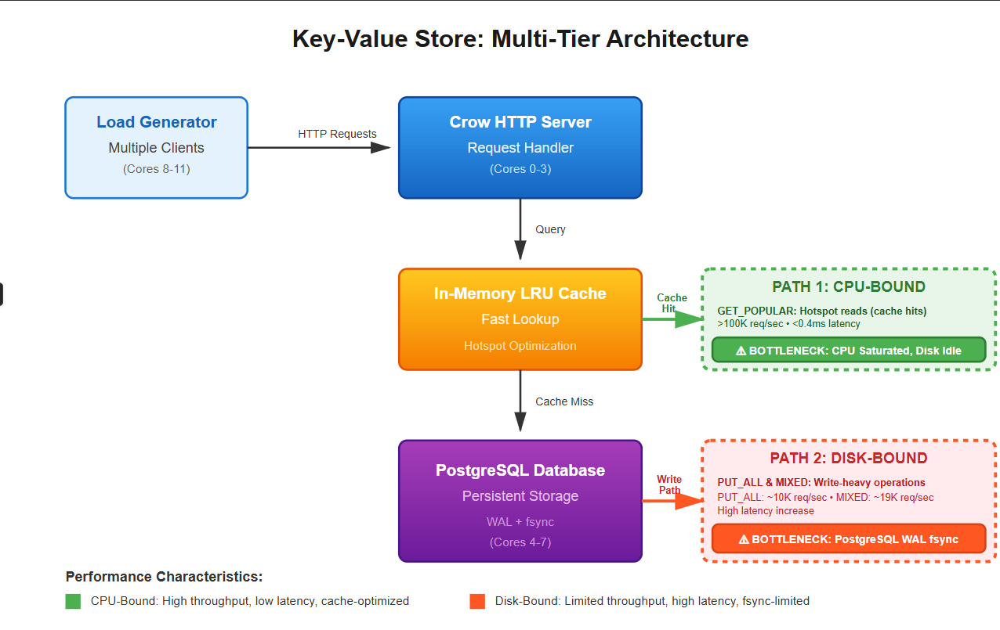 Key-Value Store: Multi-Tier Architecture
Load Generator
Multiple Clients
(Cores 8-11)
HTTP Requests
Crow HTTP Server
Request Handler
(Cores 0-3)
Query
In-Memory LRU Cache
Fast Lookup
Hotspot Optimization
Cache
Hit
PATH 1: CPU-BOUND
GET_POPULAR: Hotspot reads (cache hits)
>100K req/sec • <0.4ms latency
⚠ BOTTLENECK: CPU Saturated, Disk Idle
Cache Miss
PostgreSQL Database
Persistent Storage
WAL + fsync
(Cores 4-7)
Write
Path
PATH 2: DISK-BOUND
PUT_ALL & MIXED: Write-heavy operations
PUT_ALL: ~10K req/sec • MIXED: ~19K req/sec
High latency increase
⚠ BOTTLENECK: PostgreSQL WAL fsync
Performance Characteristics:
CPU-Bound: High throughput, low latency, cache-optimized
Disk-Bound: Limited throughput, high latency, fsync-limited